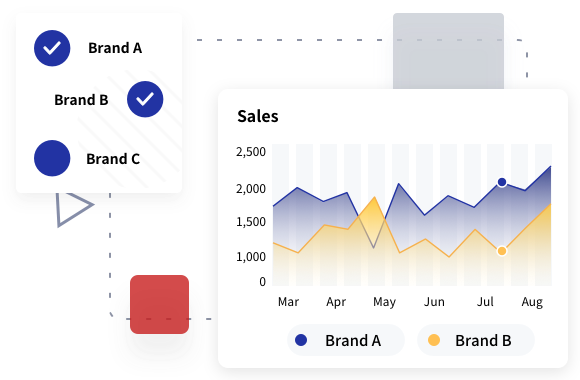 Brand A
Brand B
Brand C
Sales
2,500
2,000
1,500
1,000
0
Mar Apr May Jun Jul Aug
Brand A Brand B